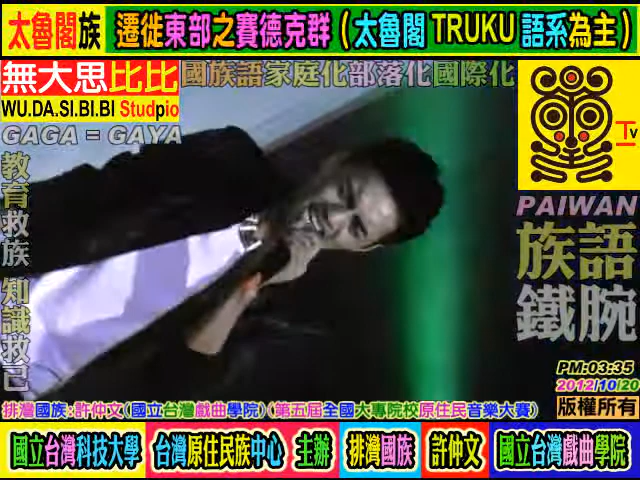 太魯閣族 遷徙東部之賽德克群(太魯閣 TRUKU 語系為主)
無大思比比
WU.DA.SI.BI.BI Studpio
國族語家庭化部落化國際化
GAGA = GAYA
教育救族 知識救己
TV
PAIWAN
族語
鐵腕
PM:03:35
2012/10/20
版權所有
排灣國族:許仲文(國立台灣戲曲學院)(第五屆全國大專院校原住民音樂大賽)
國立台灣科技大學 台灣原住民族中心 主辦 排灣國族 許仲文 國立台灣戲曲學院